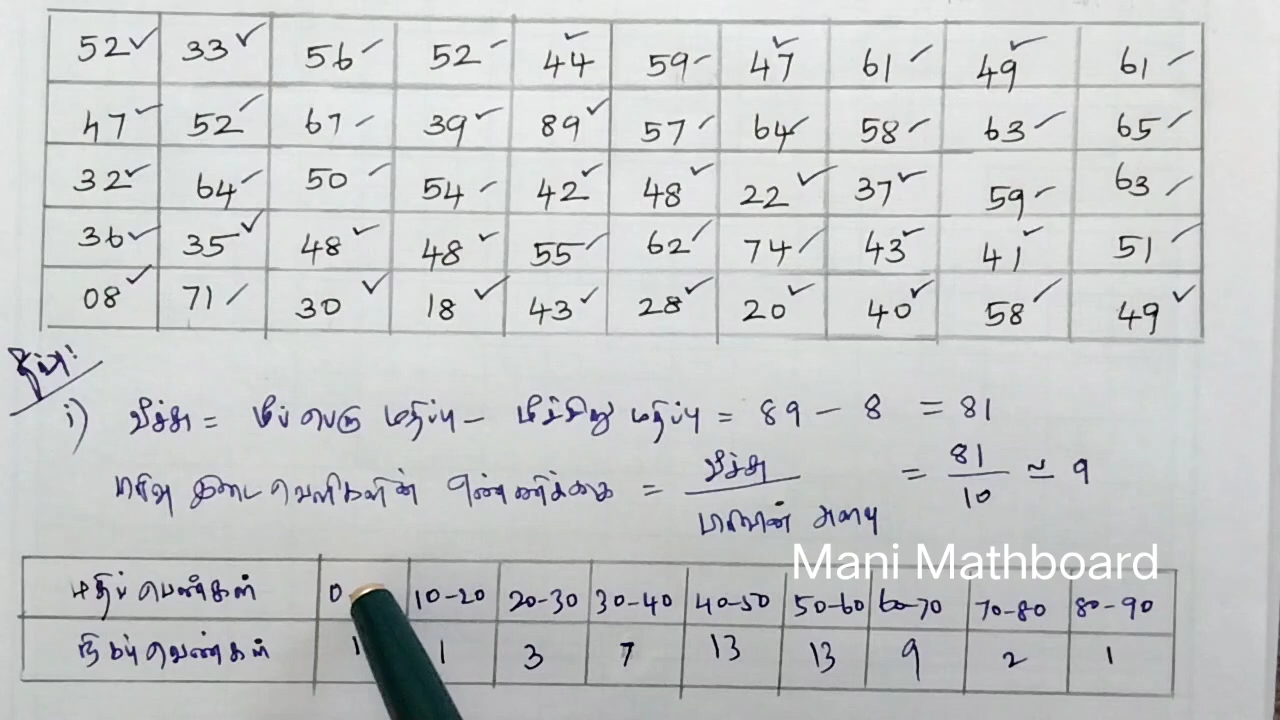 52 33 56 52 44 59 47 61 49 61
47 52 67 39 89 57 64 58 63 65
32 64 50 54 42 48 22 37 59 63
36 35 48 48 55 62 74 43 41 51
08 71 30 18 43 28 20 40 58 49
தீர்வு:
i) வீச்சு = மீப்பெரு மதிப்பு - மீச்சிறு மதிப்பு = 89 - 8 = 81
பிரிவு இடைவெளிகளின் எண்ணிக்கை = வீச்சு / பிரிவின் அளவு = 81 / 10 ≃ 9
Mani Mathboard
மதிப்பெண்கள் 0 10-20 20-30 30-40 40-50 50-60 60-70 70-80 80-90
நிகழ்வெண்கள் 1 1 3 7 13 13 9 2 1